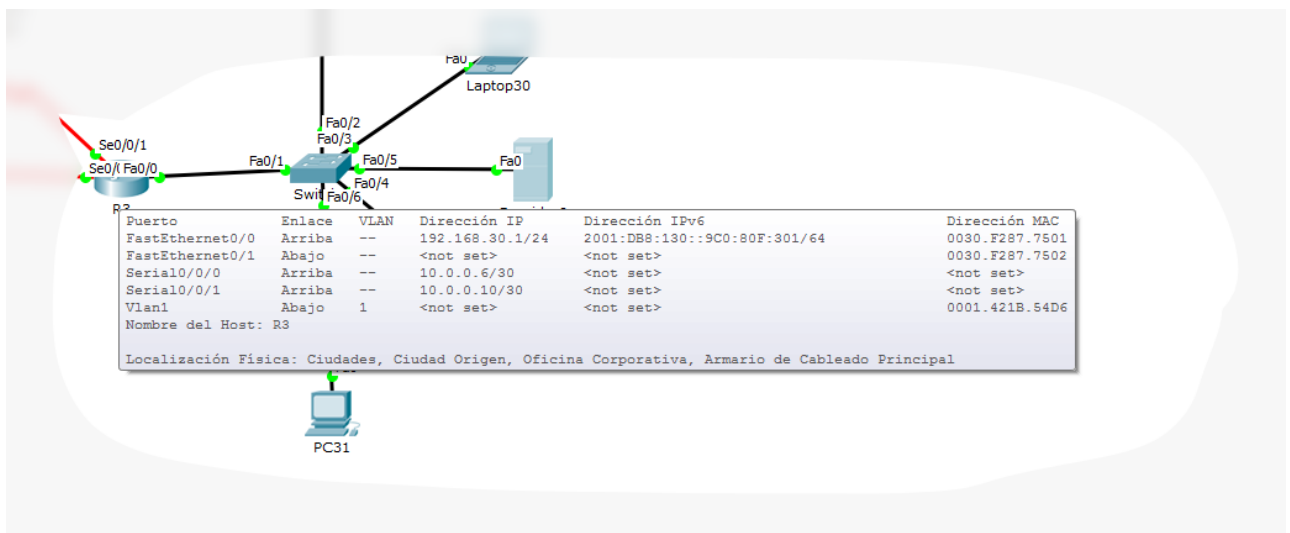 Fa0
Laptop30
Fa0/2
Fa0/3
Se0/0/1
Fa0/1
Fa0/5
Fa0
Se0/( Fa0/0
Fa0/4
Swit Fa0/6
R3
Puerto Enlace VLAN Dirección IP Dirección IPv6 Dirección MAC
FastEthernet0/0 Arriba -- 192.168.30.1/24 2001:DB8:130::9C0:80F:301/64 0030.F287.7501
FastEthernet0/1 Abajo -- <not set> <not set> 0030.F287.7502
Serial0/0/0 Arriba -- 10.0.0.6/30 <not set> <not set>
Serial0/0/1 Arriba -- 10.0.0.10/30 <not set> <not set>
Vlan1 Abajo 1 <not set> <not set> 0001.421B.54D6
Nombre del Host: R3
Localización Física: Ciudades, Ciudad Origen, Oficina Corporativa, Armario de Cableado Principal
PC31